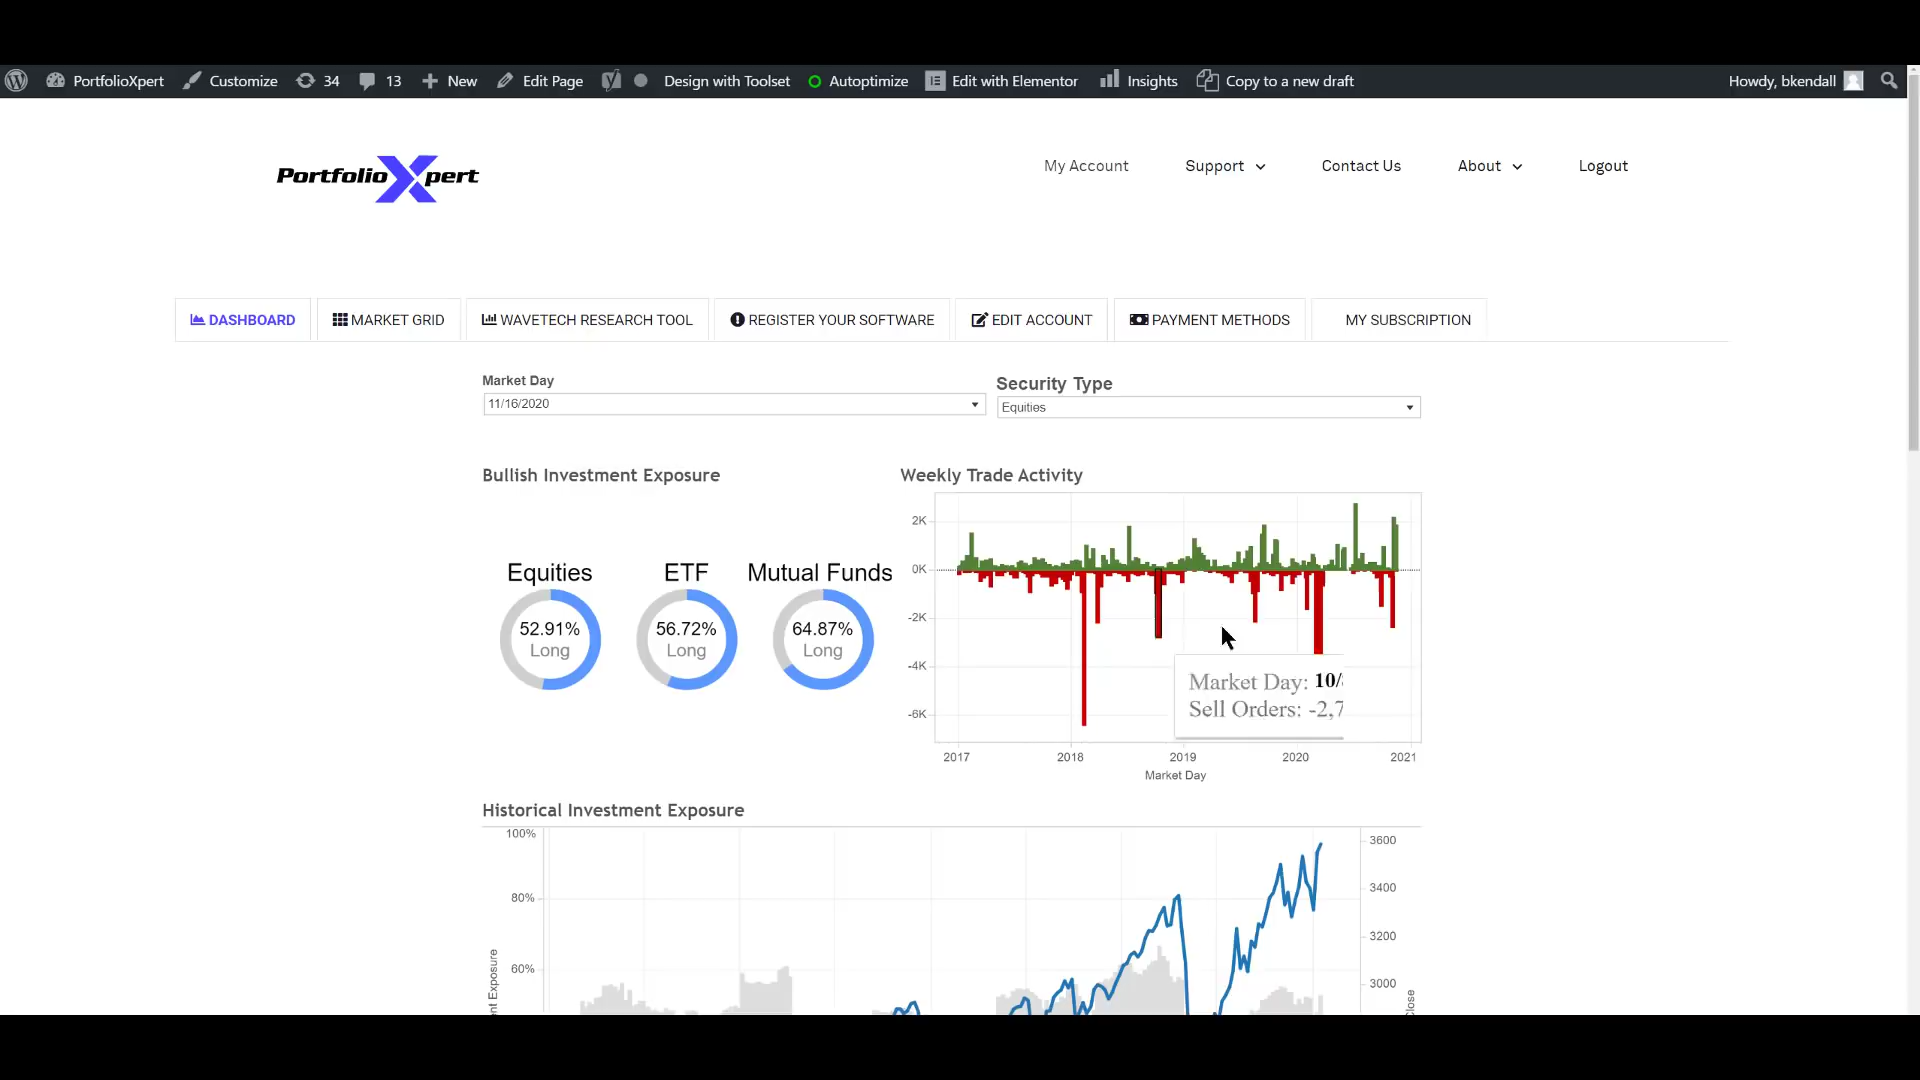 PortfolioXpert Customize 34 13 New Edit Page Design with Toolset Autoptimize Edit with Elementor Insights Copy to a new draft Howdy, bkendall
PortfolioXpert
My Account Support Contact Us About Logout
DASHBOARD MARKET GRID WAVETECH RESEARCH TOOL REGISTER YOUR SOFTWARE EDIT ACCOUNT PAYMENT METHODS MY SUBSCRIPTION
Market Day
11/16/2020
Security Type
Equities
Bullish Investment Exposure
Equities ETF Mutual Funds
52.91% 56.72% 64.87%
Long Long Long
Weekly Trade Activity
2K
0K
-2K
-4K
-6K
Market Day: 10/
Sell Orders: -2,7
2017 2018 2019 2020 2021
Market Day
Historical Investment Exposure
100%
80%
60%
Exposure
3600
3400
3200
3000